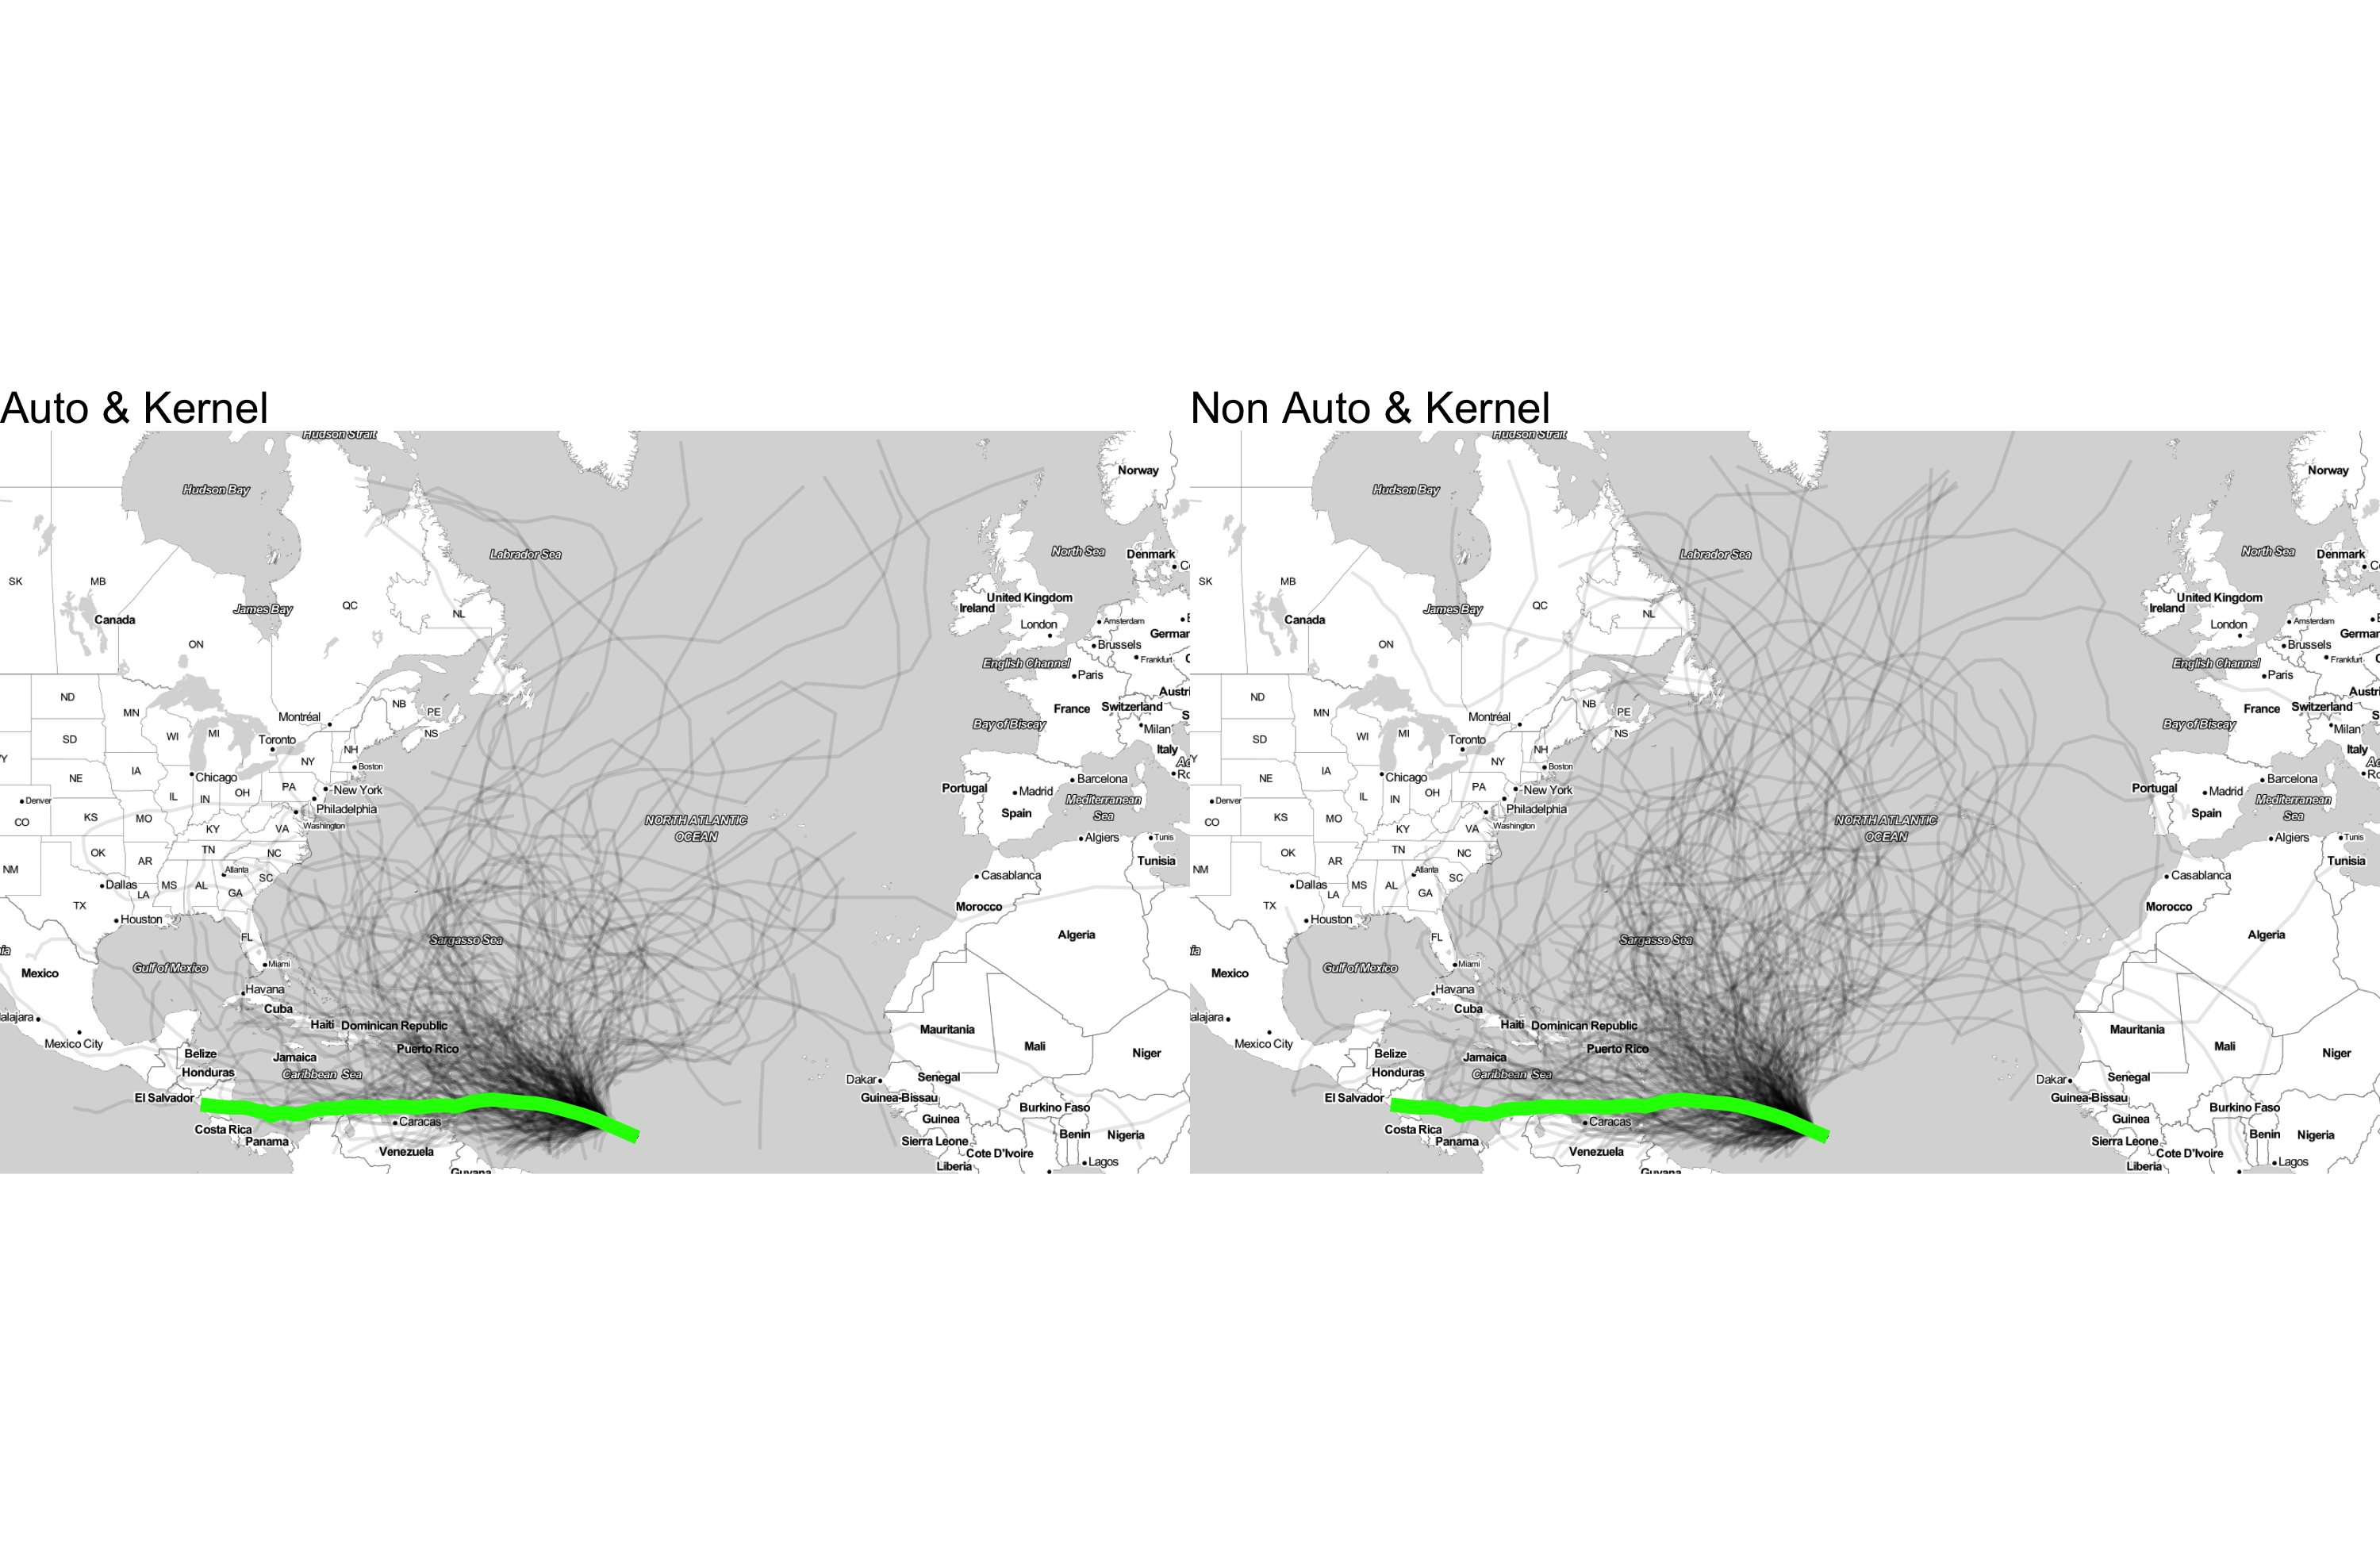 Auto & Kernel
Non Auto & Kernel
Hudson Strait
Norway
Hudson Bay
Labrador Sea
North Sea
Denmark
SK
MB
QC
NL
James Bay
Canada
ON
United Kingdom
Ireland
London
Amsterdam
Brussels
Frankfurt
English Channel
Paris
ND
MN
Montréal
NB
PE
NS
France
Switzerland
Bay of Biscay
Milan
Italy
SD
WI
MI
Toronto
NH
Boston
NE
IA
Chicago
NY
New York
IL
IN
OH
PA
Philadelphia
Washington
Denver
CO
KS
MO
KY
VA
Portugal
Madrid
Spain
Barcelona
Mediterranean
Sea
Algiers
Tunis
Tunisia
NORTH ATLANTIC
OCEAN
OK
AR
TN
NC
NM
Dallas
LA
MS
AL
Atlanta
GA
SC
TX
Houston
Casablanca
Morocco
FL
Sargasso Sea
Algeria
Mexico
Gulf of Mexico
Miami
Havana
Cuba
Haiti
Dominican Republic
Mexico City
Puerto Rico
Belize
Jamaica
Honduras
Caribbean Sea
El Salvador
Mauritania
Mali
Niger
Dakar
Senegal
Guinea-Bissau
Burkino Faso
Costa Rica
Panama
Caracas
Venezuela
Guyana
Guinea
Sierra Leone
Cote D'Ivoire
Liberia
Benin
Nigeria
Lagos
Hudson Strait
Norway
Hudson Bay
Labrador Sea
North Sea
Denmark
SK
MB
QC
NL
James Bay
Canada
ON
United Kingdom
Ireland
London
Amsterdam
Brussels
Frankfurt
English Channel
Paris
ND
MN
Montréal
NB
PE
NS
France
Switzerland
Bay of Biscay
Milan
Italy
SD
WI
MI
Toronto
NH
Boston
NE
IA
Chicago
NY
New York
IL
IN
OH
PA
Philadelphia
Washington
Denver
CO
KS
MO
KY
VA
Portugal
Madrid
Spain
Barcelona
Mediterranean
Sea
Algiers
Tunis
Tunisia
NORTH ATLANTIC
OCEAN
OK
AR
TN
NC
NM
Dallas
LA
MS
AL
Atlanta
GA
SC
TX
Houston
Casablanca
Morocco
FL
Sargasso Sea
Algeria
Mexico
Gulf of Mexico
Miami
Havana
Cuba
Haiti
Dominican Republic
Mexico City
Puerto Rico
Belize
Jamaica
Honduras
Caribbean Sea
El Salvador
Mauritania
Mali
Niger
Dakar
Senegal
Guinea-Bissau
Burkino Faso
Costa Rica
Panama
Caracas
Venezuela
Guyana
Guinea
Sierra Leone
Cote D'Ivoire
Liberia
Benin
Nigeria
Lagos